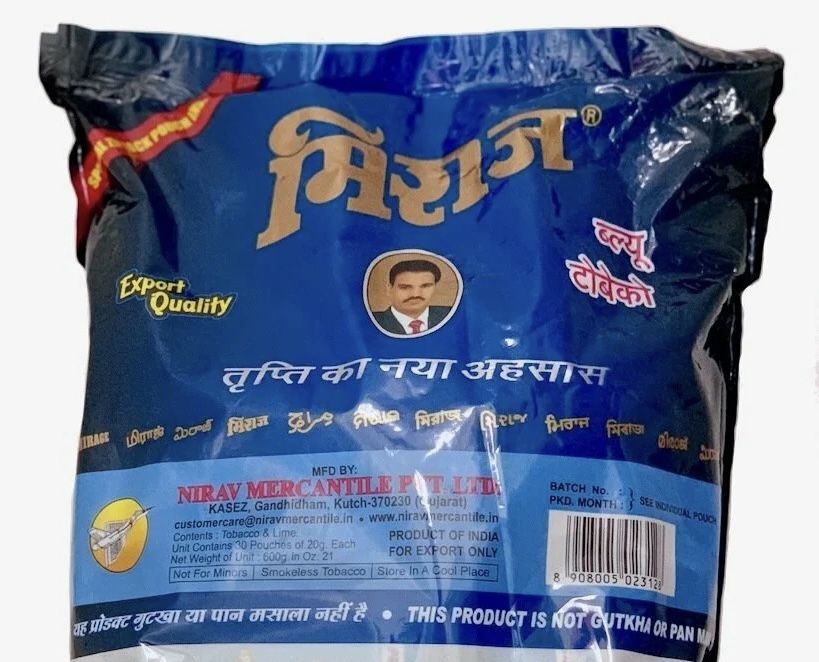 मिराज®
ब्ल्यू
टोबेको
Export
Quality
तृप्ति का नया अहसास
मिराज
MFD BY:
NIRAV MERCANTILE PVT. LTD.
KASEZ, Gandhidham, Kutch-370230 (Gujarat)
customercare@niravmercantile.in • www.niravmercantile.in
Contents : Tobacco & Lime.
Unit Contains 30 Pouches of 20g. Each
Net Weight of Unit : 600g. in Oz. 21
PRODUCT OF INDIA
FOR EXPORT ONLY
Not For Minors | Smokeless Tobacco | Store In A Cool Place
BATCH No. :
PKD. MONTH :
SEE INDIVIDUAL POUCH
8 908005 02312
यह प्रोडक्ट गुटखा या पान मसाला नहीं है • THIS PRODUCT IS NOT GUTKHA OR PAN